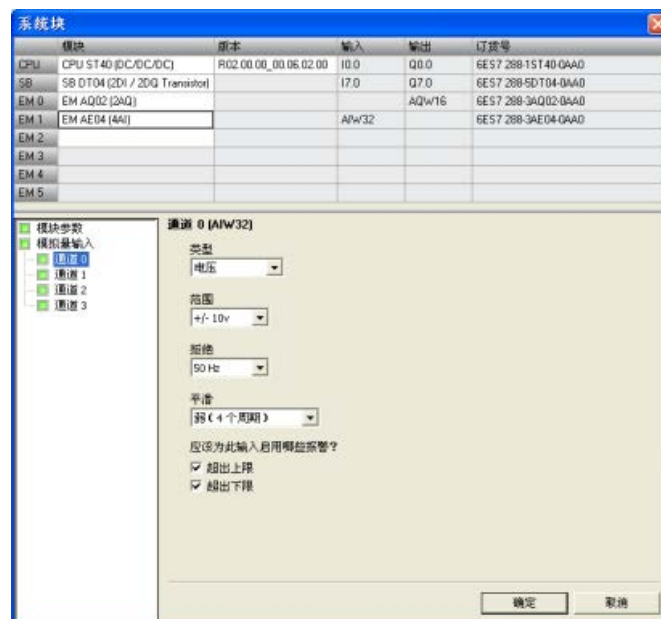 系统块
模块 版本 输入 输出 订货号
CPU CPU ST40 (DC/DC/DC) R02.00.00_00.06.02.00 I0.0 Q0.0 6ES7 288-1ST40-0AA0
SB SB DT04 (2DI / 2DQ Transistor) I7.0 Q7.0 6ES7 288-5DT04-0AA0
EM 0 EM AQ02 (2AQ) AQW16 6ES7 288-3AQ02-0AA0
EM 1 EM AE04 (4AI) AIW32 6ES7 288-3AE04-0AA0
EM 2
EM 3
EM 4
EM 5
模块参数
模拟量输入
通道 0
通道 1
通道 2
通道 3
通道 0 (AIW32)
类型
电压
范围
+/- 10v
拒绝
50 Hz
平滑
弱 (4 个周期)
应该为此输入启用哪些报警?
超出上限
超出下限
确定 取消